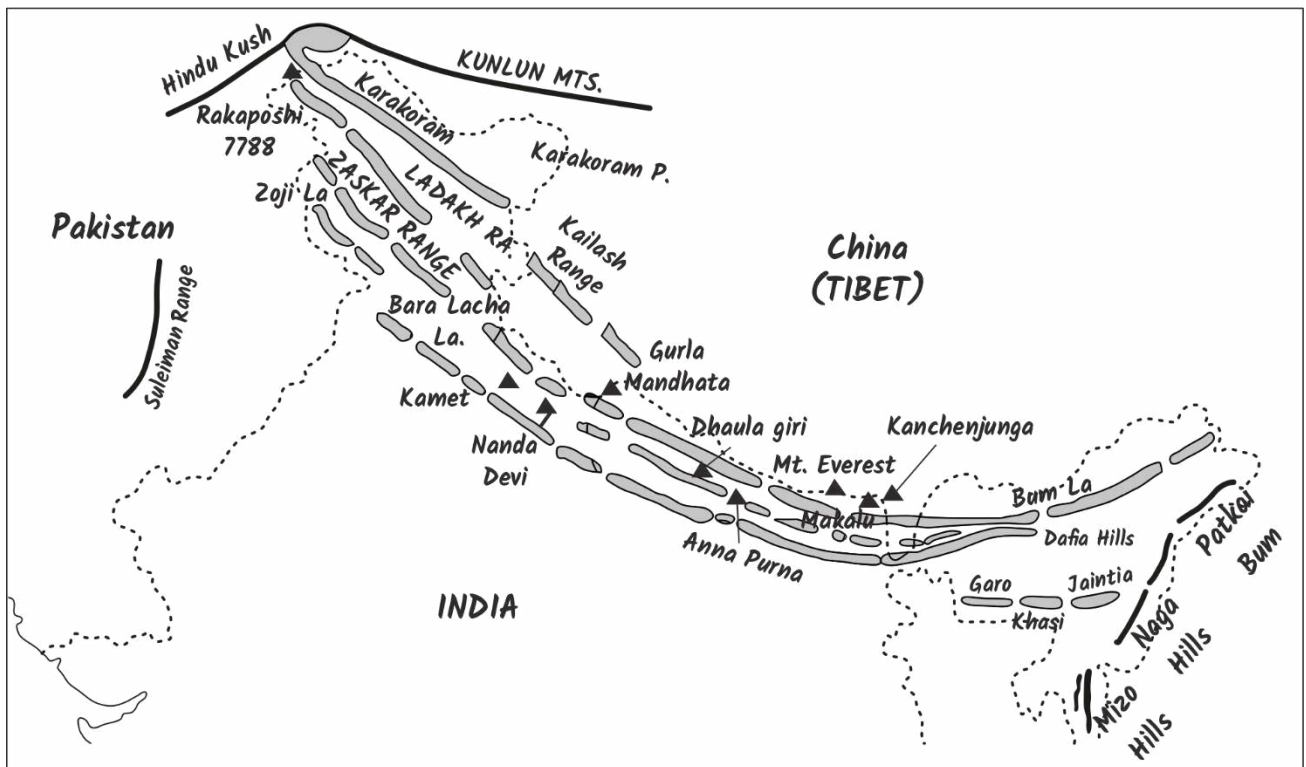 Hindu Kush
KUNLUN MTS.
Rakaposhi
7788
Karakoram
Karakoram P.
Zoji La
ZASKAR RANGE
LADAKH RA.
Kailash
Range
Pakistan
China
(TIBET)
Suleiman Range
Bara Lacha
La.
Gurla
Mandhata
Kamet
Nanda
Devi
Dhaula giri
Kanchenjunga
Mt. Everest
Makalu
Bum La
Anna Purna
Dafia Hills
Patkai
Bum
INDIA
Garo
Khasi
Jaintia
Naga
Hills
Mizo
Hills